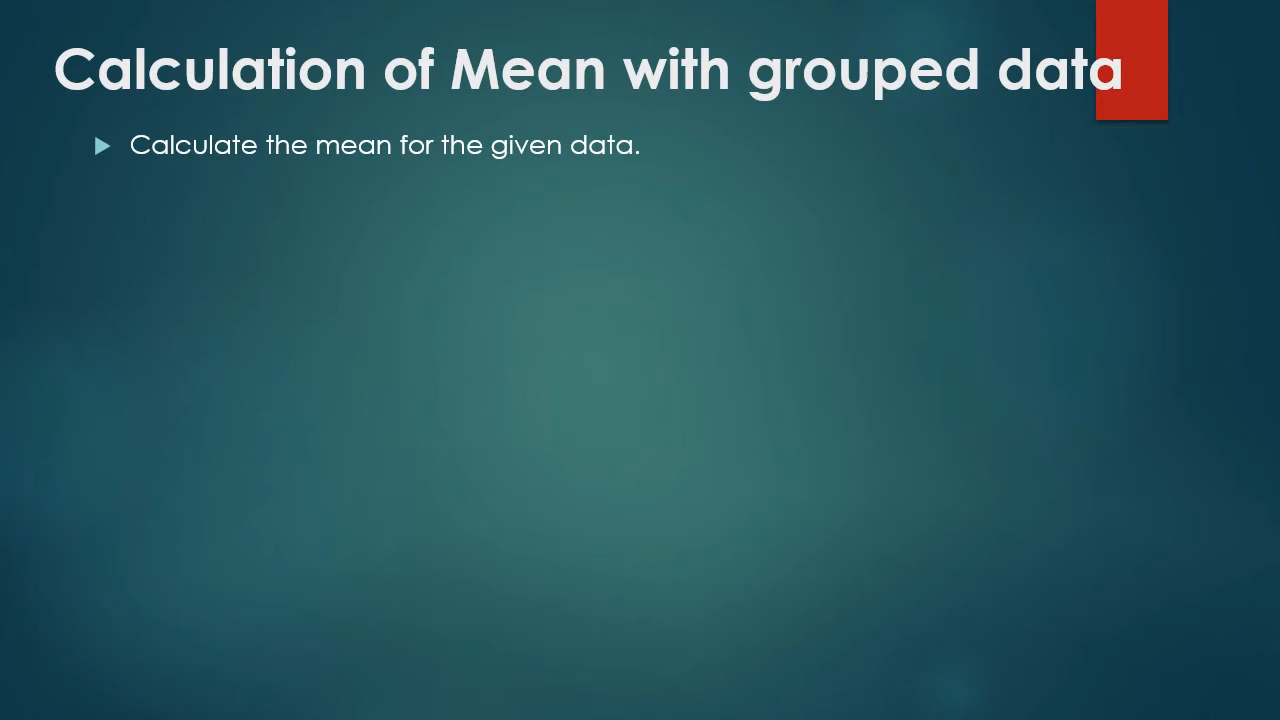 Calculation of Mean with grouped data
Calculate the mean for the given data.